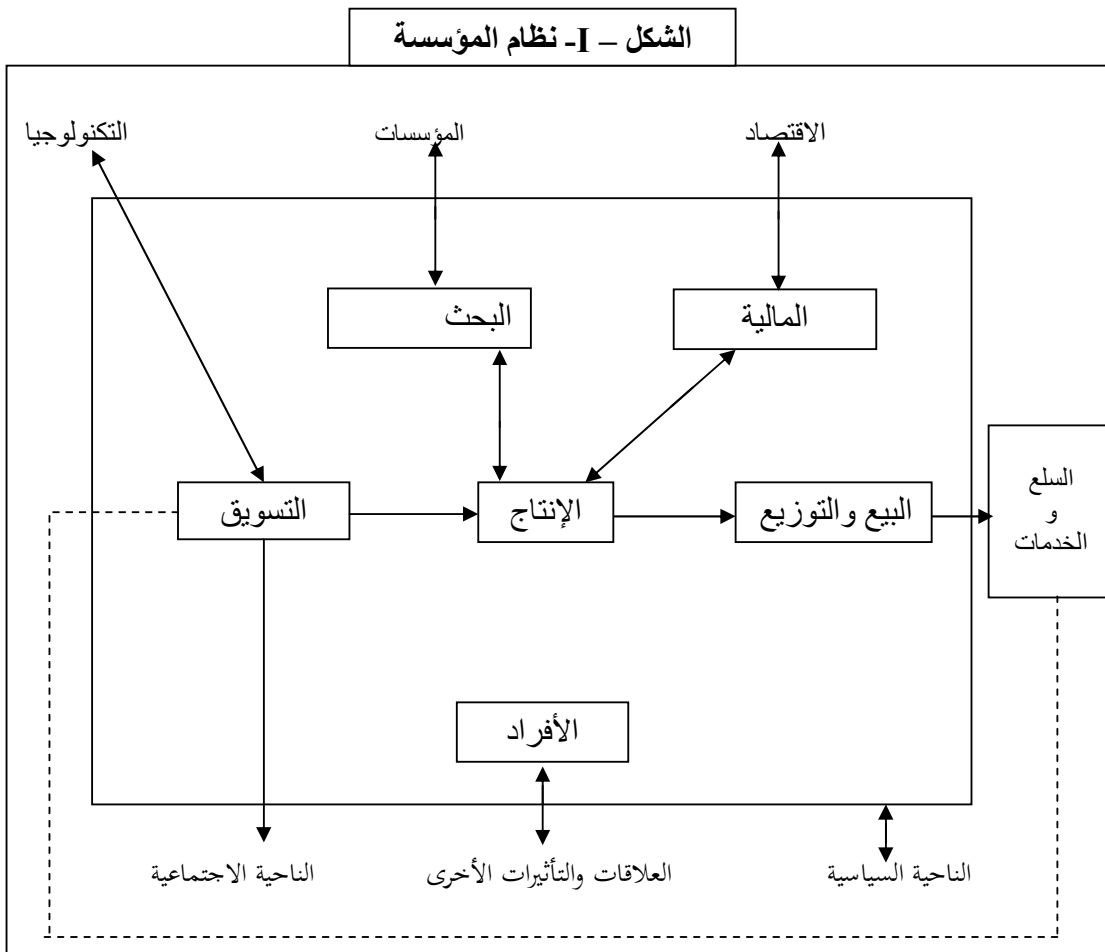 الشكل – I- نظام المؤسسة
الاقتصاد
المؤسسات
التكنولوجيا
المالية
البحث
السلع
و
الخدمات
البيع والتوزيع
الإنتاج
التسويق
الأفراد
الناحية السياسية
العلاقات والتأثيرات الأخرى
الناحية الاجتماعية